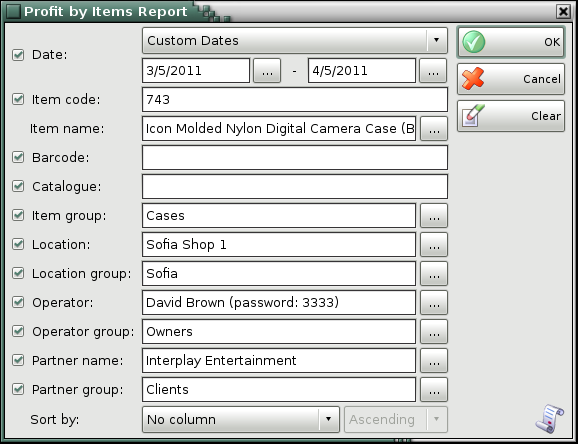 Profit by Items Report
Date:
Custom Dates
3/5/2011 ... - 4/5/2011 ...
Item code: 743
Item name: Icon Molded Nylon Digital Camera Case (B ...
Barcode:
Catalogue:
Item group: Cases ...
Location: Sofia Shop 1 ...
Location group: Sofia ...
Operator: David Brown (password: 3333) ...
Operator group: Owners ...
Partner name: Interplay Entertainment ...
Partner group: Clients ...
Sort by: No column Ascending
OK
Cancel
Clear